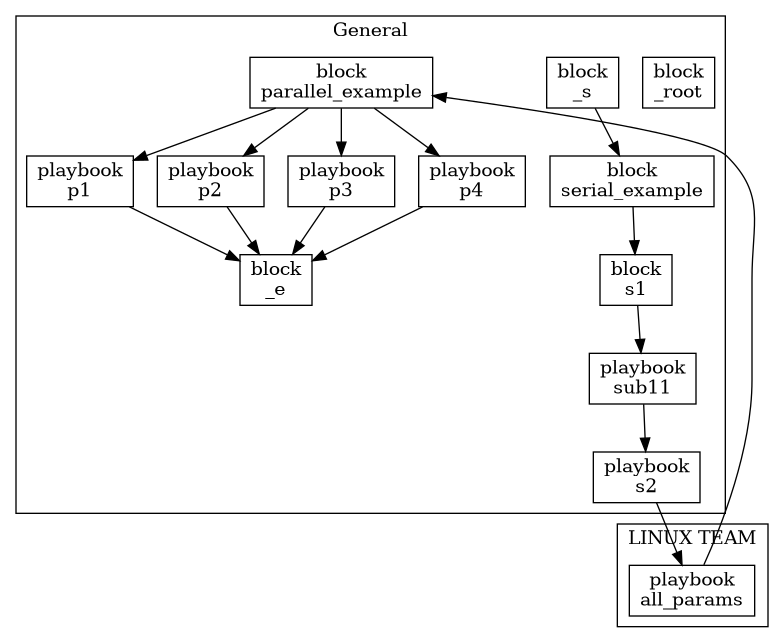 General
block
parallel_example
block
_s
block
_root
playbook
p1
playbook
p2
playbook
p3
playbook
p4
block
serial_example
block
_e
block
s1
playbook
sub11
playbook
s2
LINUX TEAM
playbook
all_params